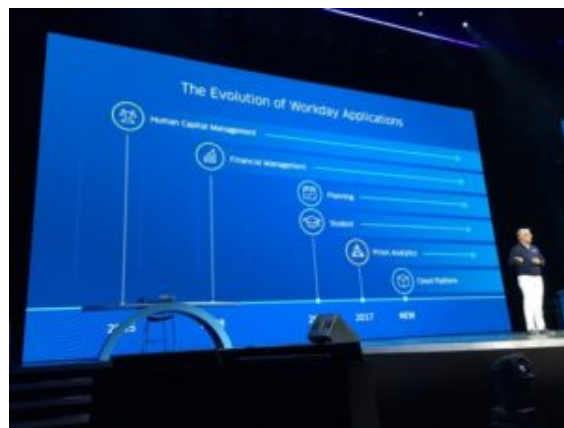 The Evolution of Workday Applications
Human Capital Management
Financial Management
Planning
Student
Prism Analytics
Cloud Platform
2017
NEW